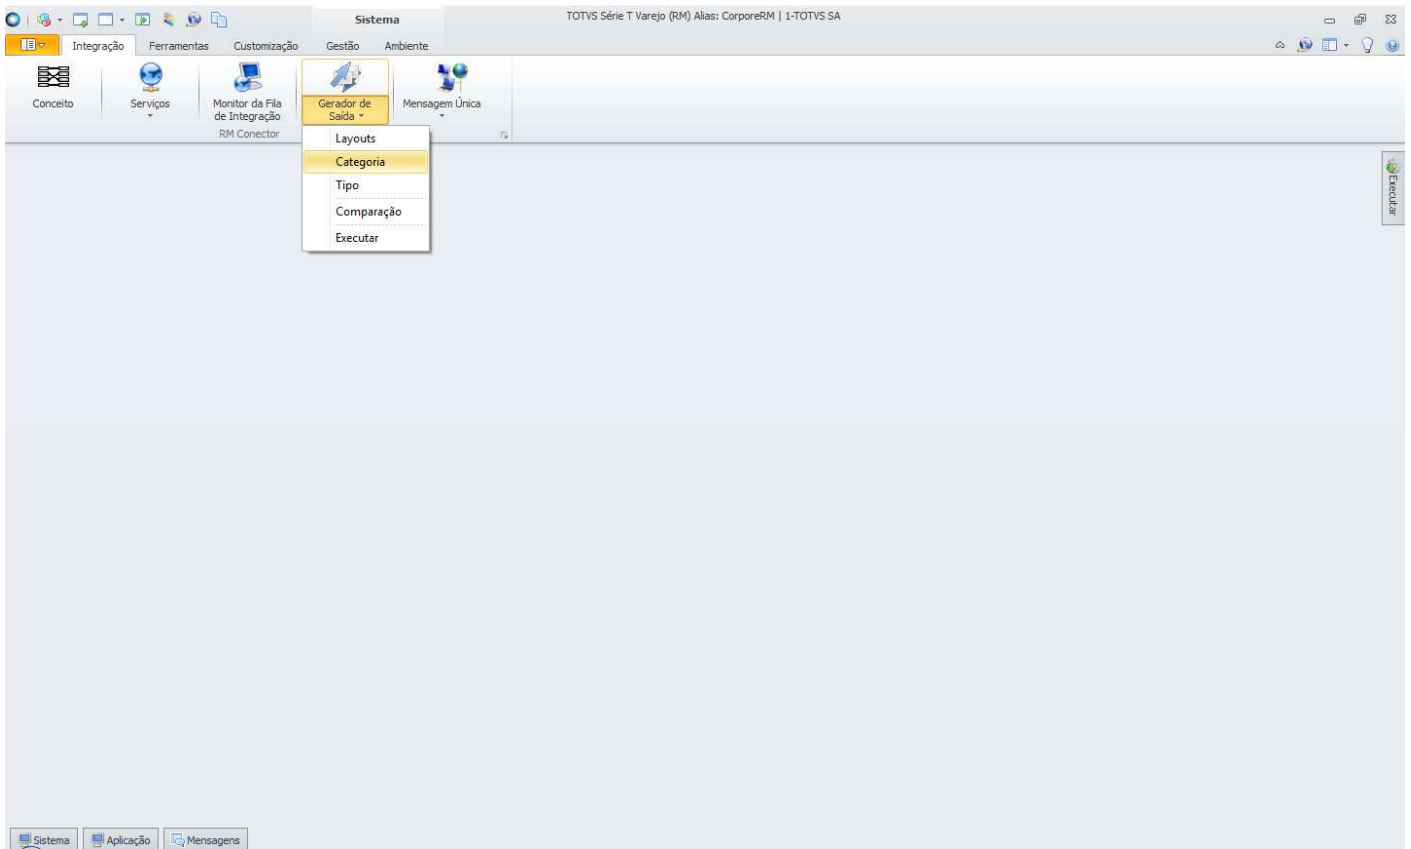 Sistema
TOTVS Série T Varejo (RM) Alias: CorporeRM | 1-TOTVS SA
Integração
Ferramentas
Customização
Gestão
Ambiente
Conceito
Serviços
Monitor da Fila
de Integração
Gerador de
Saída
Mensagem Única
RM Conector
Layouts
Categoria
Tipo
Comparação
Executar
Executar
Sistema
Aplicação
Mensagens